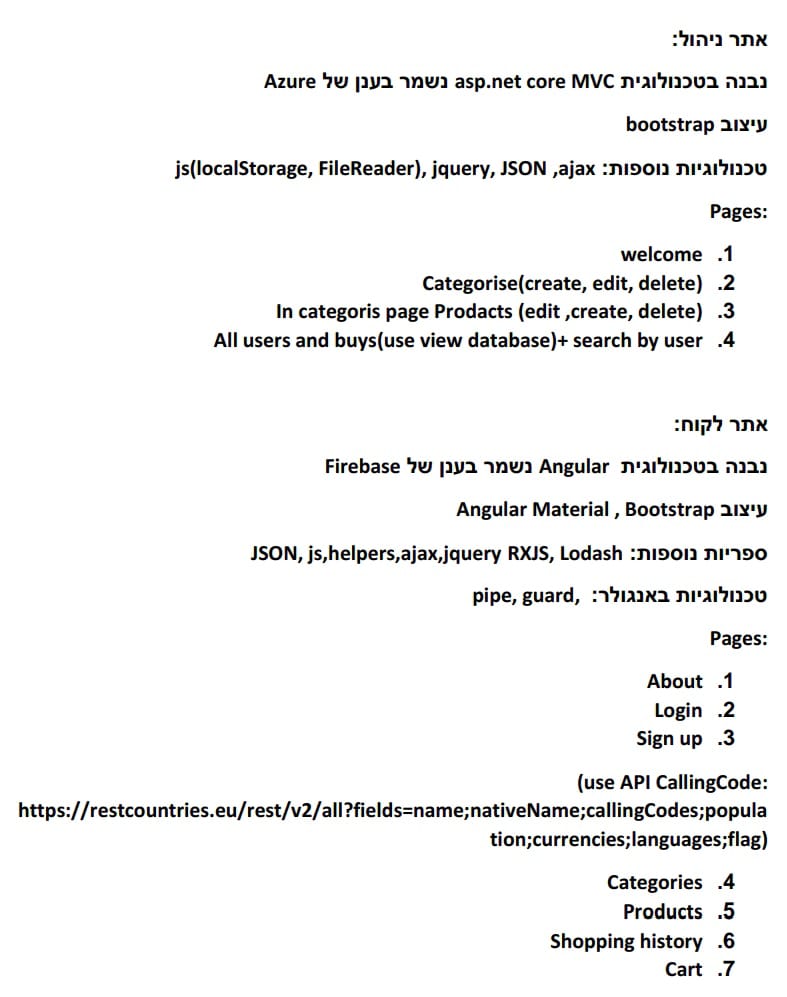 אתר ניהול:
נבנה בטכנולוגית asp.net core MVC נשמר בענן של Azure
עיצוב bootstrap
טכנולוגיות נוספות: js(localStorage, FileReader), jquery, JSON ,ajax
Pages:
1. welcome
2. Categorise(create, edit, delete)
3. In categoris page Prodacts (edit ,create, delete)
4. All users and buys(use view database)+ search by user
אתר לקוח:
נבנה בטכנולוגית Angular נשמר בענן של Firebase
עיצוב Angular Material , Bootstrap
ספריות נוספות: JSON, js,helpers,ajax,jquery RXJS, Lodash
טכנולוגיות באנגולר: pipe, guard,
Pages:
1. About
2. Login
3. Sign up
(use API CallingCode:
https://restcountries.eu/rest/v2/all?fields=name;nativeName;callingCodes;popula
tion;currencies;languages;flag)
4. Categories
5. Products
6. Shopping history
7. Cart